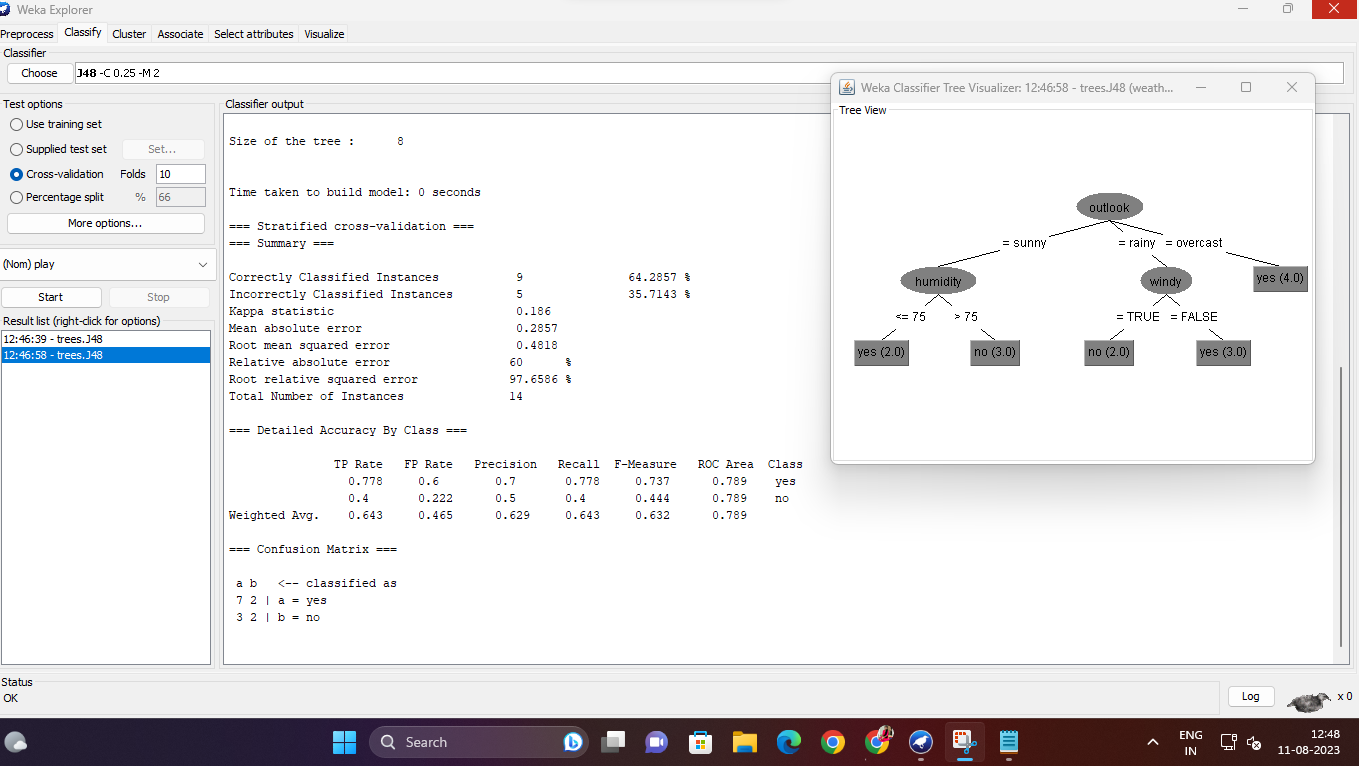 Weka Explorer
Preprocess Classify Cluster Associate Select attributes Visualize
Classifier
Choose J48 -C 0.25 -M 2
Test options
Use training set
Supplied test set Set...
Cross-validation Folds 10
Percentage split % 66
More options...
(Nom) play
Start Stop
Result list (right-click for options)
12:46:39 - trees.J48
12:46:58 - trees.J48
Classifier output
Size of the tree : 8
Time taken to build model: 0 seconds
=== Stratified cross-validation ===
=== Summary ===
Correctly Classified Instances 9 64.2857 %
Incorrectly Classified Instances 5 35.7143 %
Kappa statistic 0.186
Mean absolute error 0.2857
Root mean squared error 0.4818
Relative absolute error 60 %
Root relative squared error 97.6586 %
Total Number of Instances 14
=== Detailed Accuracy By Class ===
TP Rate FP Rate Precision Recall F-Measure ROC Area Class
0.778 0.6 0.7 0.778 0.737 0.789 yes
0.4 0.222 0.5 0.4 0.444 0.789 no
Weighted Avg. 0.643 0.465 0.629 0.643 0.632 0.789
=== Confusion Matrix ===
a b <-- classified as
7 2 | a = yes
3 2 | b = no
Weka Classifier Tree Visualizer: 12:46:58 - trees.J48 (weath...
Tree View
outlook
= sunny = rainy = overcast
humidity windy yes (4.0)
<= 75 > 75 = TRUE = FALSE
yes (2.0) no (3.0) no (2.0) yes (3.0)
Status
OK
Log x 0
Search
ENG
IN
12:48
11-08-2023